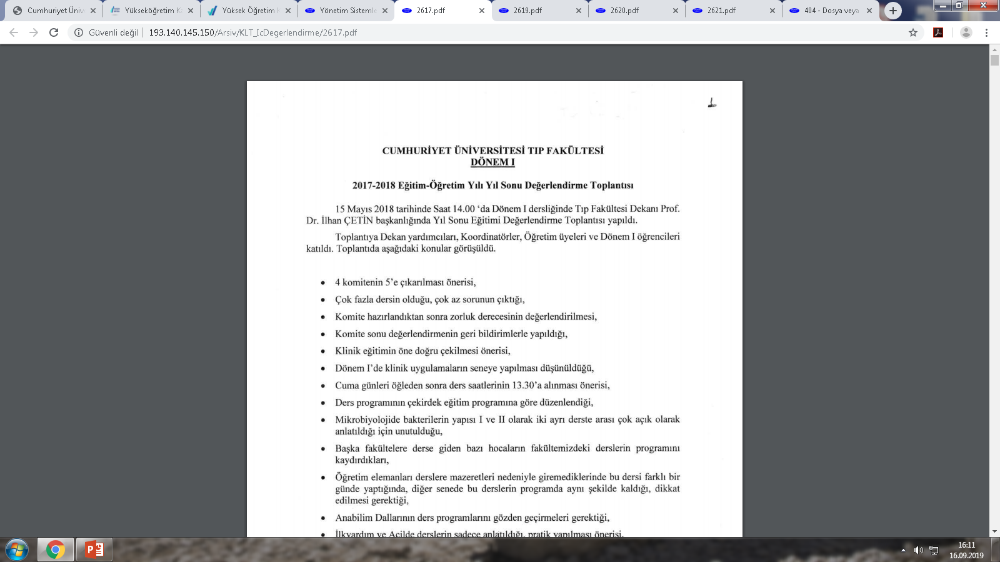 Cumhuriyet Üniv
Yükseköğretim K
Yüksek Öğretim
Yönetim Sistemle
2617.pdf
2619.pdf
2620.pdf
2621.pdf
404 - Dosya veya
Güvenli değil
193.140.145.150/Arsiv/KLT_IcDegerlendirme/2617.pdf
1
CUMHURİYET ÜNİVERSİTESİ TIP FAKÜLTESİ
DÖNEM I
2017-2018 Eğitim-Öğretim Yılı Yıl Sonu Değerlendirme Toplantısı
15 Mayıs 2018 tarihinde Saat 14.00 ‘da Dönem I dersliğinde Tıp Fakültesi Dekanı Prof.
Dr. İlhan ÇETİN başkanlığında Yıl Sonu Eğitimi Değerlendirme Toplantısı yapıldı.
Toplantıya Dekan yardımcıları, Koordinatörler, Öğretim üyeleri ve Dönem I öğrencileri
katıldı. Toplantıda aşağıdaki konular görüşüldü.
• 4 komitenin 5’e çıkarılması önerisi,
• Çok fazla dersin olduğu, çok az sorunun çıktığı,
• Komite hazırlandıktan sonra zorluk derecesinin değerlendirilmesi,
• Komite sonu değerlendirmenin geri bildirimlerle yapıldığı,
• Klinik eğitimin öne doğru çekilmesi önerisi,
• Dönem I’de klinik uygulamaların seneye yapılması düşünüldüğü,
• Cuma günleri öğleden sonra ders saatlerinin 13.30’a alınması önerisi,
• Ders programının çekirdek eğitim programına göre düzenlendiği,
• Mikrobiyolojide bakterilerin yapısı I ve II olarak iki ayrı derste arası çok açık olarak
anlatıldığı için unutulduğu,
• Başka fakültelere derse giden bazı hocaların fakültemizdeki derslerin programını
kaydırdıkları,
• Öğretim elemanları derslere mazeretleri nedeniyle giremediklerinde bu dersi farklı bir
günde yaptığında, diğer senede bu derslerin programda aynı şekilde kaldığı, dikkat
edilmesi gerektiği,
• Anabilim Dallarının ders programlarını gözden geçirmeleri gerektiği,
• İlkyardım ve Acilde derslerin sadece anlatıldığı, pratik yapılması önerisi,
16:11
16.09.2019